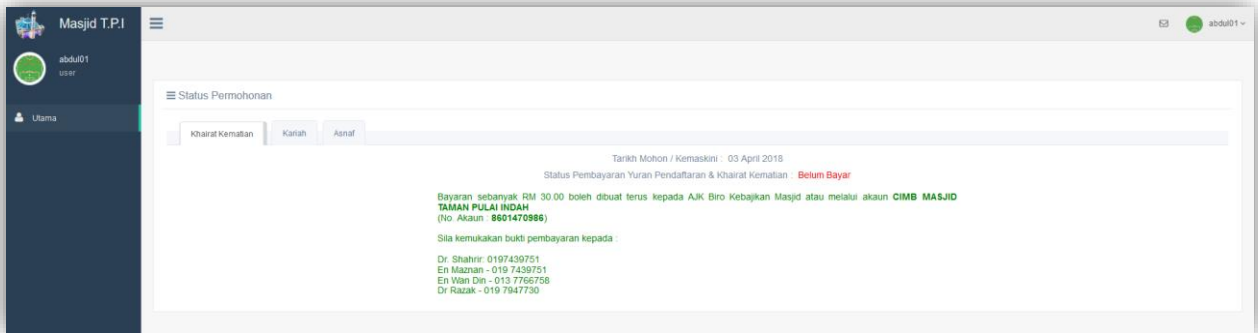 Masjid T.P.I
abdul01
abdul01
user
Status Permohonan
Utama
Khairat Kematian
Kariah
Asnaf
Tarikh Mohon / Kemaskini : 03 April 2018
Status Pembayaran Yuran Pendaftaran & Khairat Kematian : Belum Bayar
Bayaran sebanyak RM 30.00 boleh dibuat terus kepada AJK Biro Kebajikan Masjid atau melalui akaun CIMB MASJID
TAMAN PULAI INDAH
(No. Akaun : 8601470986)
Sila kemukakan bukti pembayaran kepada :
Dr. Shahrir: 0197439751
En Maznan - 019 7439751
En Wan Din - 013 7766758
Dr Razak - 019 7947730